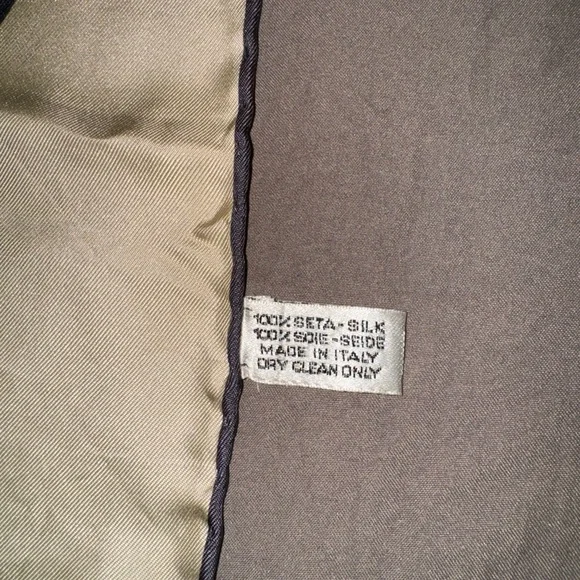 100% SETA-SILK
100% SOIE-SEIDE
MADE IN ITALY
DRY CLEAN ONLY